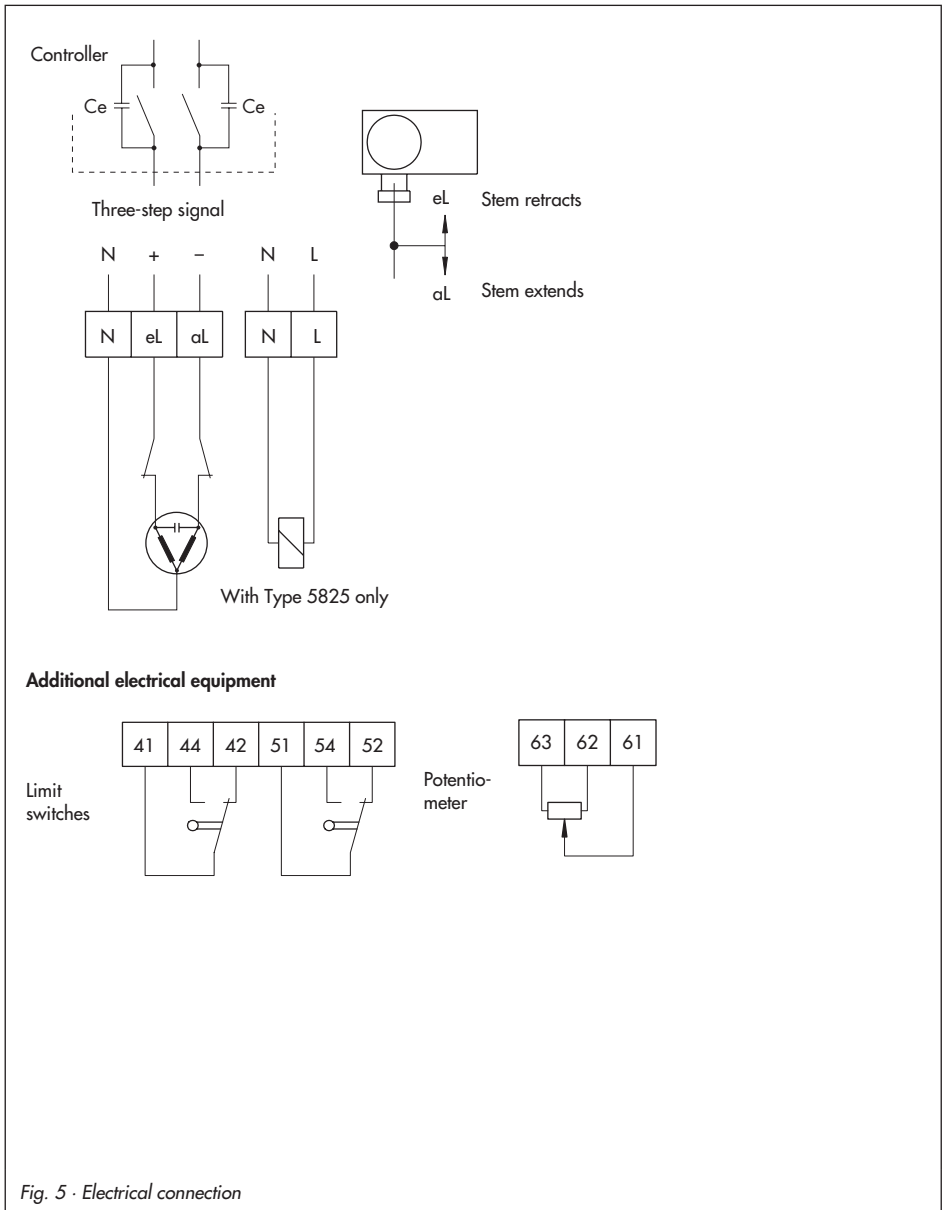 Controller
Ce
Ce
Three-step signal
eL Stem retracts
aL Stem extends
N + – N L
N eL aL N L
With Type 5825 only
Additional electrical equipment
41 44 42 51 54 52
Limit
switches
63 62 61
Potentio-
meter
Fig. 5 · Electrical connection